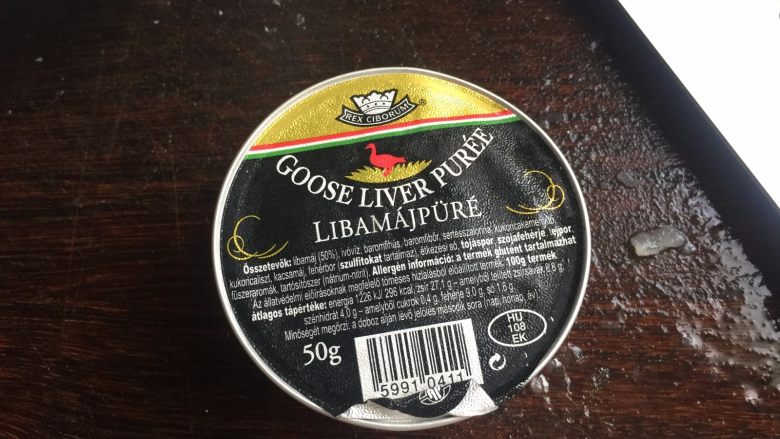 REX CIBORUM®
GOOSE LIVER PURÉE
LIBAMÁJPÜRÉ
Összetevők: libamáj (50%), ivóvíz, baromfihús, baromfibőr, sertésszalonna, kukoricakeményítő,
kukoricaliszt, kacsamáj, fehérbor (szulfitokat tartalmaz), étkezési só, tojáspor, szójafehérje, tejpor,
fűszeraromák, tartósítószer (nátrium-nitrit). Allergén információ: a termék glutént tartalmazhat
Az állatvédelmi előírásoknak megfelelő töméses hizlalásból előállított termék. 100g termék
átlagos tápértéke: energia 1226 kJ/ 296 kcal, zsír 27,1 g – amelyből telített zsírsavak 8,8 g,
szénhidrát 4,0 g – amelyből cukrok 0,4 g, fehérje 9,0 g, só 1,6 g.
Minőségét megőrzi: a doboz alján lévő jelölés második sora (nap, hónap, év)
50g
HU
108
EK
5991 0411